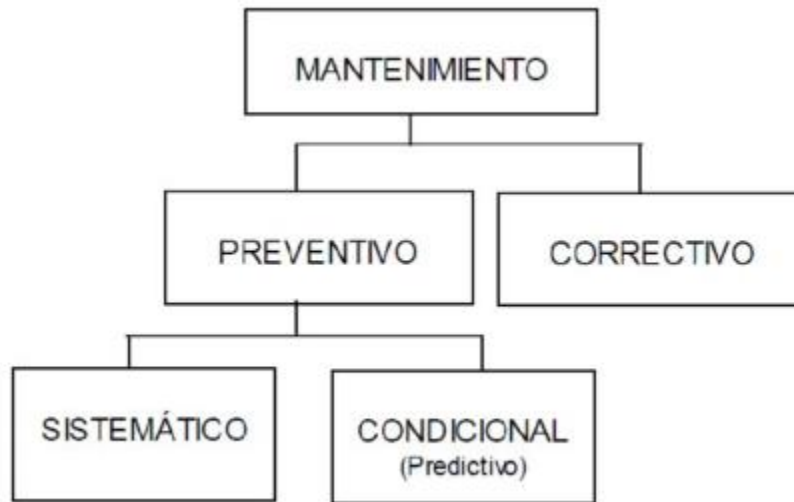 MANTENIMIENTO
PREVENTIVO
CORRECTIVO
SISTEMÁTICO
CONDICIONAL
(Predictivo)